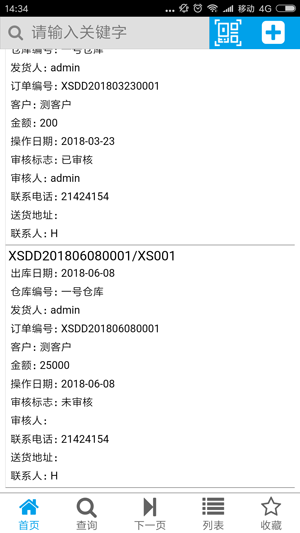 14:34
... 移动 4G
请输入关键字
仓库编号: 一号仓库
发货人: admin
订单编号: XSDD201803230001
客户: 测客户
金额: 200
操作日期: 2018-03-23
审核标志: 已审核
审核人: admin
联系电话: 21424154
送货地址:
联系人: H
XSDD201806080001/XS001
出库日期: 2018-06-08
仓库编号: 一号仓库
发货人: admin
订单编号: XSDD201806080001
客户: 测客户
金额: 25000
操作日期: 2018-06-08
审核标志: 未审核
审核人:
联系电话: 21424154
送货地址:
联系人: H
首页 查询 下一页 列表 收藏